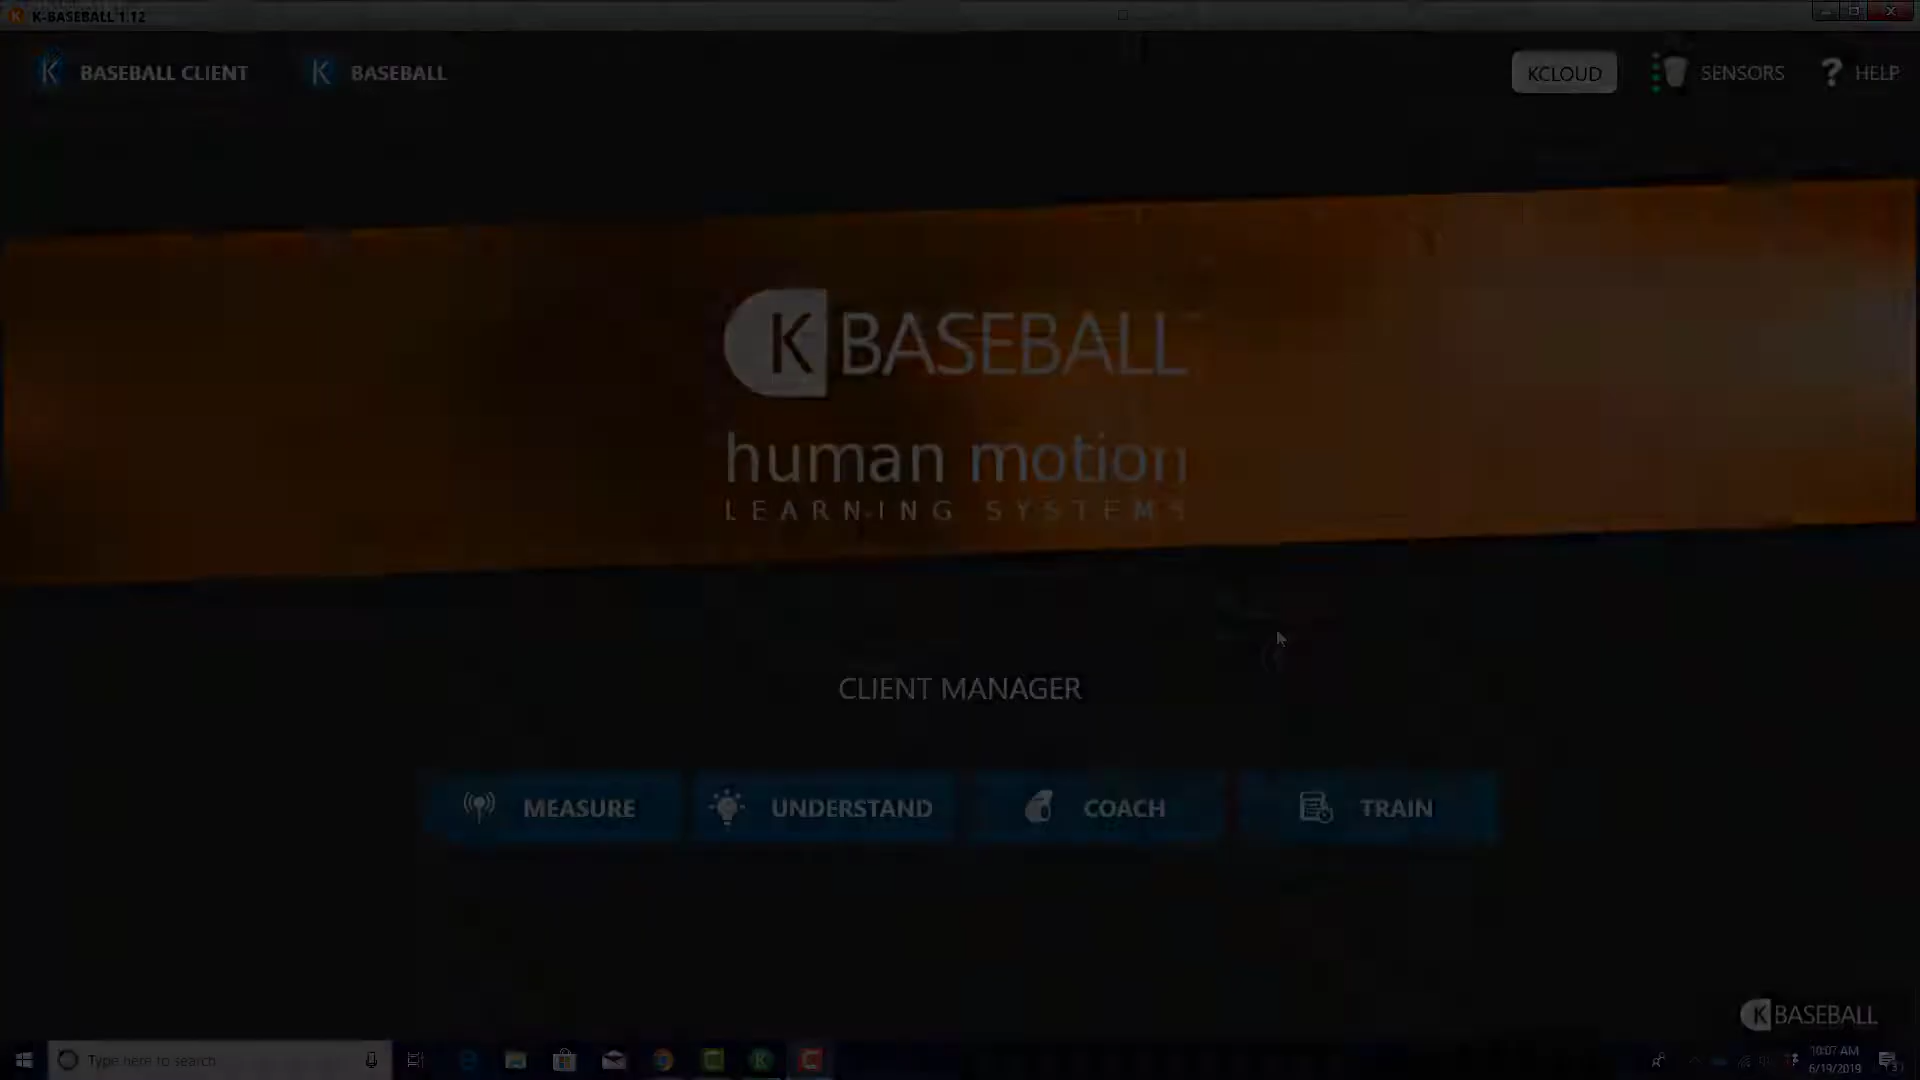 K-BASEBALL 1.12
K BASEBALL CLIENT K BASEBALL KCLOUD SENSORS ? HELP
K BASEBALL
human motion
LEARNING SYSTEMS
CLIENT MANAGER
MEASURE UNDERSTAND COACH TRAIN
K BASEBALL
Type here to search
10:07 AM
6/19/2019